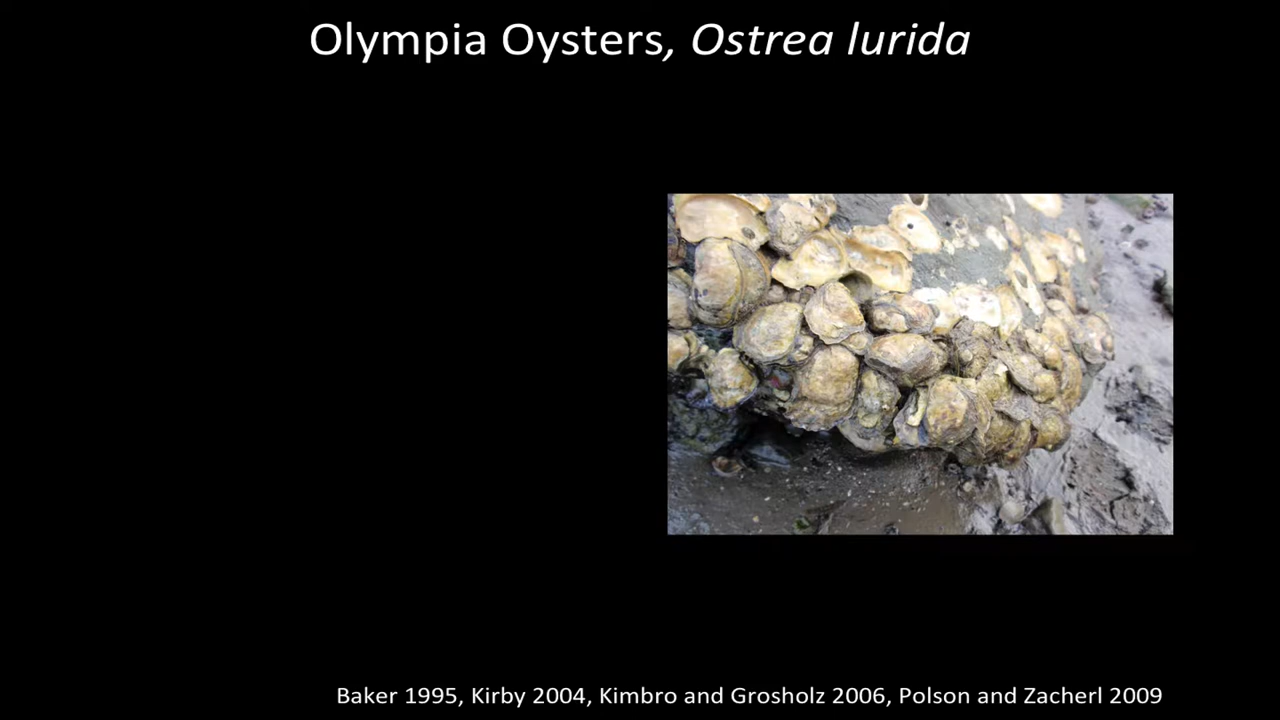 Olympia Oysters, Ostrea lurida
Baker 1995, Kirby 2004, Kimbro and Grosholz 2006, Polson and Zacherl 2009